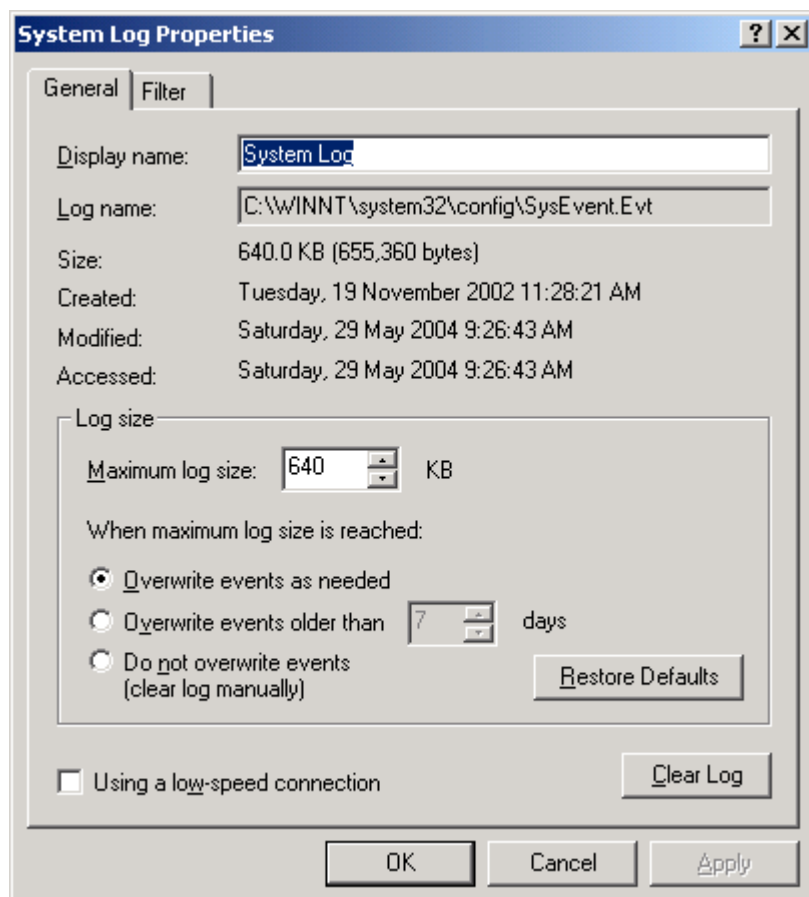 System Log Properties
General Filter
Display name: System Log
Log name: C:\WINNT\system32\config\SysEvent.Evt
Size: 640.0 KB (655,360 bytes)
Created: Tuesday, 19 November 2002 11:28:21 AM
Modified: Saturday, 29 May 2004 9:26:43 AM
Accessed: Saturday, 29 May 2004 9:26:43 AM
Log size
Maximum log size: 640 KB
When maximum log size is reached:
Overwrite events as needed
Overwrite events older than 7 days
Do not overwrite events
(clear log manually)
Restore Defaults
Using a low-speed connection
Clear Log
OK Cancel Apply